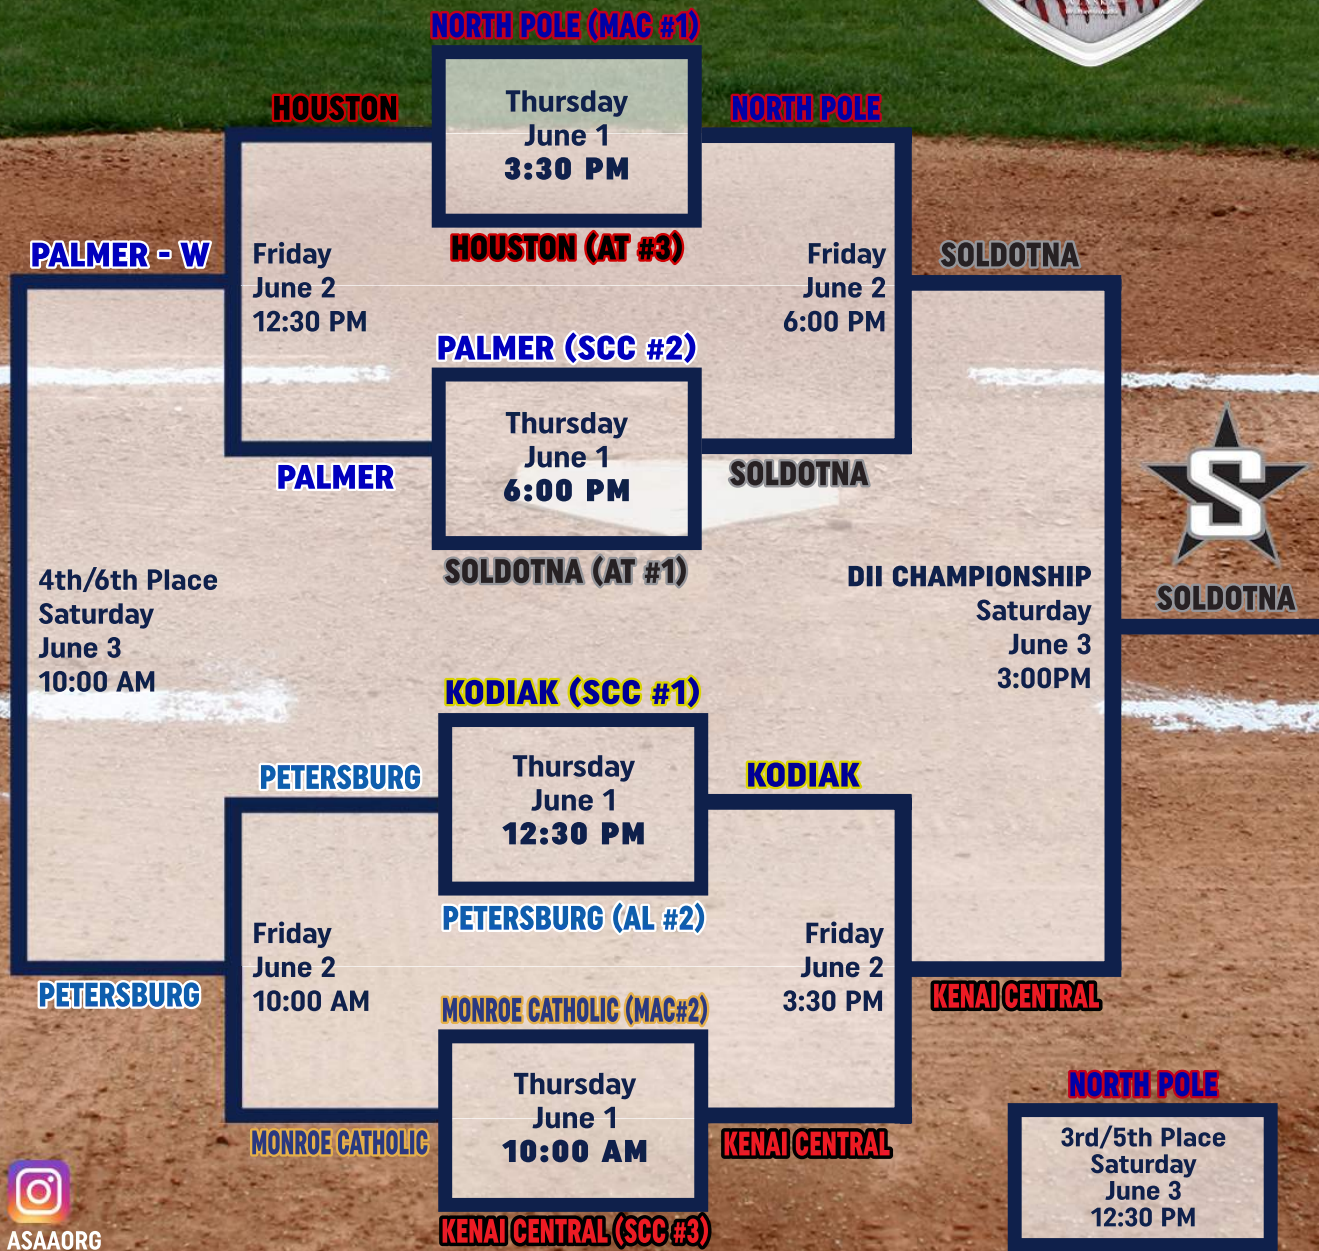 NORTH POLE (MAC #1)
Thursday
June 1
3:30 PM
HOUSTON (AT #3)
HOUSTON
NORTH POLE
PALMER - W
Friday
June 2
12:30 PM
Friday
June 2
6:00 PM
SOLDOTNA
PALMER (SCC #2)
Thursday
June 1
6:00 PM
SOLDOTNA (AT #1)
PALMER
SOLDOTNA
S
SOLDOTNA
4th/6th Place
Saturday
June 3
10:00 AM
DII CHAMPIONSHIP
Saturday
June 3
3:00PM
KODIAK (SCC #1)
Thursday
June 1
12:30 PM
PETERSBURG (AL #2)
PETERSBURG
KODIAK
Friday
June 2
10:00 AM
Friday
June 2
3:30 PM
PETERSBURG
KENAI CENTRAL
MONROE CATHOLIC (MAC#2)
Thursday
June 1
10:00 AM
KENAI CENTRAL (SCC #3)
MONROE CATHOLIC
KENAI CENTRAL
NORTH POLE
3rd/5th Place
Saturday
June 3
12:30 PM
ASAAORG